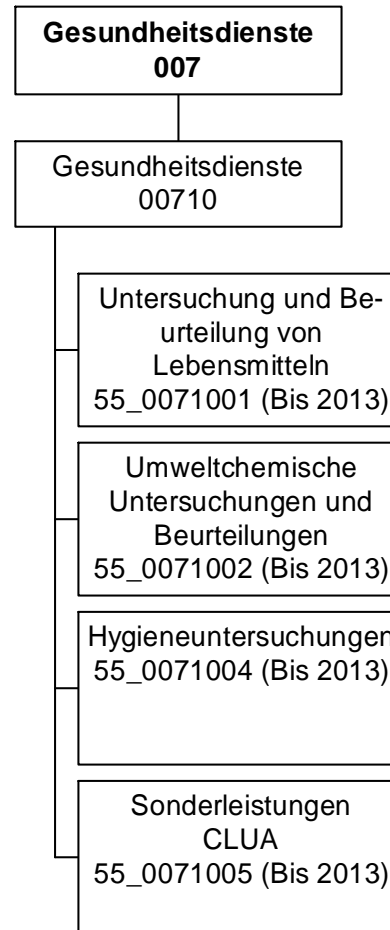 Gesundheitsdienste
007
Gesundheitsdienste
00710
Untersuchung und Be-
urteilung von
Lebensmitteln
55_0071001 (Bis 2013)
Umweltchemische
Untersuchungen und
Beurteilungen
55_0071002 (Bis 2013)
Hygieneuntersuchungen
55_0071004 (Bis 2013)
Sonderleistungen
CLUA
55_0071005 (Bis 2013)